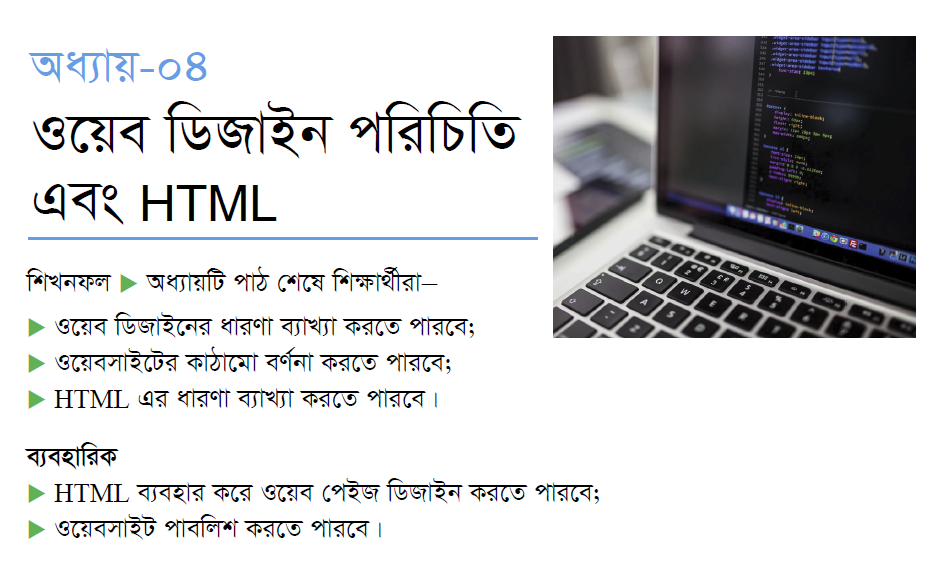 অধ্যায়-০৪
ওয়েব ডিজাইন পরিচিতি
এবং HTML
শিখনফল ▶ অধ্যায়টি পাঠ শেষে শিক্ষার্থীরা—
▶ ওয়েব ডিজাইনের ধারণা ব্যাখ্যা করতে পারবে;
▶ ওয়েবসাইটের কাঠামো বর্ণনা করতে পারবে;
▶ HTML এর ধারণা ব্যাখ্যা করতে পারবে।
ব্যবহারিক
▶ HTML ব্যবহার করে ওয়েব পেইজ ডিজাইন করতে পারবে;
▶ ওয়েবসাইট পাবলিশ করতে পারবে।